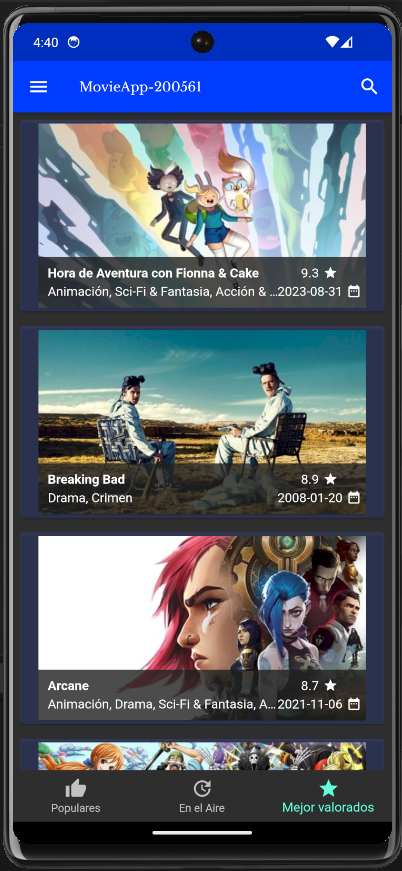 4:40
MovieApp-200561
Hora de Aventura con Fionna & Cake 9.3
Animación, Sci-Fi & Fantasia, Acción & ... 2023-08-31
Breaking Bad 8.9
Drama, Crimen 2008-01-20
Arcane 8.7
Animación, Drama, Sci-Fi & Fantasia, A... 2021-11-06
Populares En el Aire Mejor valorados